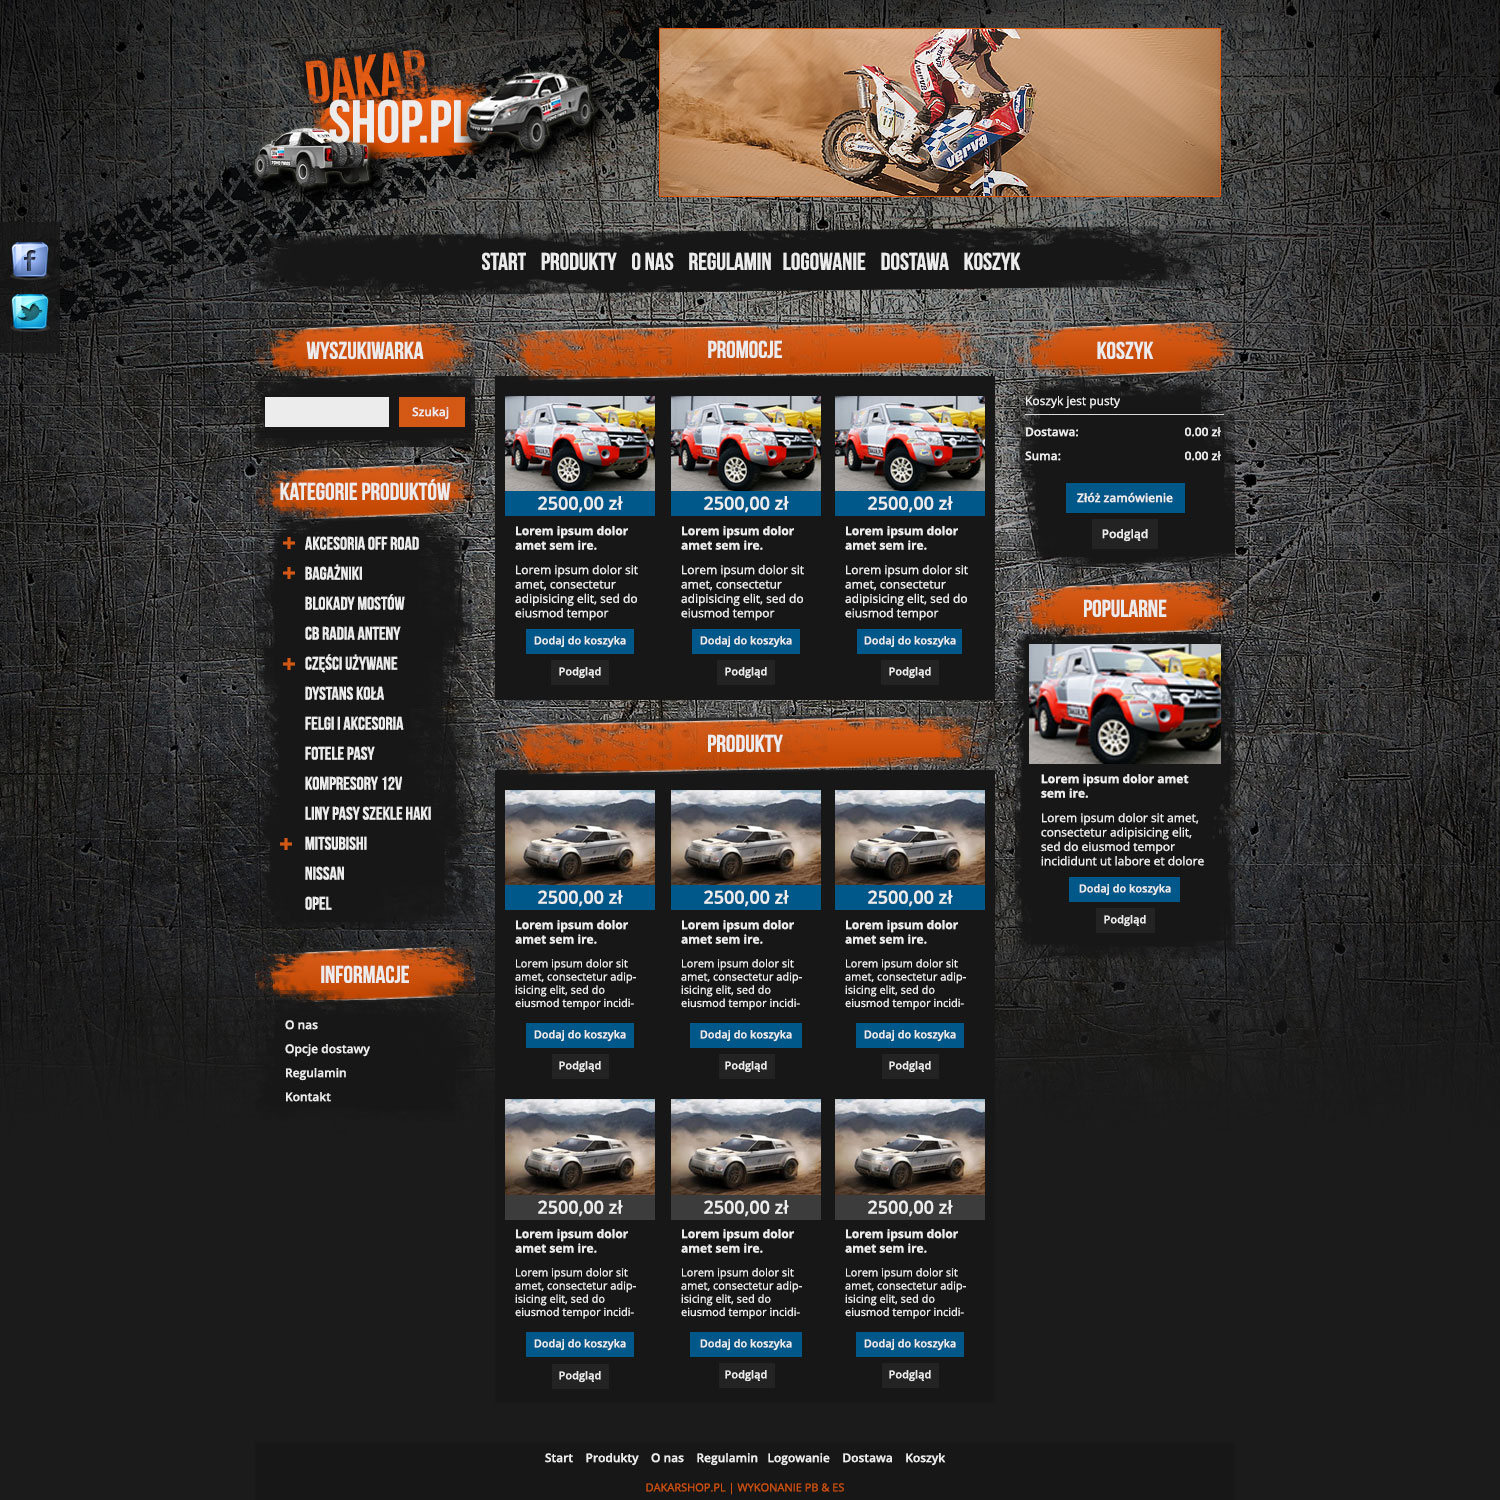 DAKAR
SHOP.PL
verva
START PRODUKTY O NAS REGULAMIN LOGOWANIE DOSTAWA KOSZYK
WYSZUKIWARKA
Szukaj
KATEGORIE PRODUKTÓW
AKCESORIA OFF ROAD
BAGAŻNIKI
BLOKADY MOSTÓW
CB RADIA ANTENY
CZĘŚCI UŻYWANE
DYSTANS KOŁA
FELGI I AKCESORIA
FOTELE PASY
KOMPRESORY 12V
LINY PASY SZEKLE HAKI
MITSUBISHI
NISSAN
OPEL
INFORMACJE
O nas
Opcje dostawy
Regulamin
Kontakt
PROMOCJE
2500,00 zł
Lorem ipsum dolor
amet sem ire.
Lorem ipsum dolor sit
amet, consectetur
adipisicing elit, sed do
eiusmod tempor
Dodaj do koszyka
Podgląd
2500,00 zł
Lorem ipsum dolor
amet sem ire.
Lorem ipsum dolor sit
amet, consectetur
adipisicing elit, sed do
eiusmod tempor
Dodaj do koszyka
Podgląd
2500,00 zł
Lorem ipsum dolor
amet sem ire.
Lorem ipsum dolor sit
amet, consectetur
adipisicing elit, sed do
eiusmod tempor
Dodaj do koszyka
Podgląd
PRODUKTY
2500,00 zł
Lorem ipsum dolor
amet sem ire.
Lorem ipsum dolor sit
amet, consectetur adip-
isicing elit, sed do
eiusmod tempor incidi-
Dodaj do koszyka
Podgląd
2500,00 zł
Lorem ipsum dolor
amet sem ire.
Lorem ipsum dolor sit
amet, consectetur adip-
isicing elit, sed do
eiusmod tempor incidi-
Dodaj do koszyka
Podgląd
2500,00 zł
Lorem ipsum dolor
amet sem ire.
Lorem ipsum dolor sit
amet, consectetur adip-
isicing elit, sed do
eiusmod tempor incidi-
Dodaj do koszyka
Podgląd
2500,00 zł
Lorem ipsum dolor
amet sem ire.
Lorem ipsum dolor sit
amet, consectetur adip-
isicing elit, sed do
eiusmod tempor incidi-
Dodaj do koszyka
Podgląd
2500,00 zł
Lorem ipsum dolor
amet sem ire.
Lorem ipsum dolor sit
amet, consectetur adip-
isicing elit, sed do
eiusmod tempor incidi-
Dodaj do koszyka
Podgląd
2500,00 zł
Lorem ipsum dolor
amet sem ire.
Lorem ipsum dolor sit
amet, consectetur adip-
isicing elit, sed do
eiusmod tempor incidi-
Dodaj do koszyka
Podgląd
KOSZYK
Koszyk jest pusty
Dostawa: 0.00 zł
Suma: 0.00 zł
Złóż zamówienie
Podgląd
POPULARNE
Lorem ipsum dolor amet
sem ire.
Lorem ipsum dolor sit amet,
consectetur adipisicing elit,
sed do eiusmod tempor
incididunt ut labore et dolore
Dodaj do koszyka
Podgląd
Start Produkty O nas Regulamin Logowanie Dostawa Koszyk
DAKARSHOP.PL | WYKONANIE PB & ES